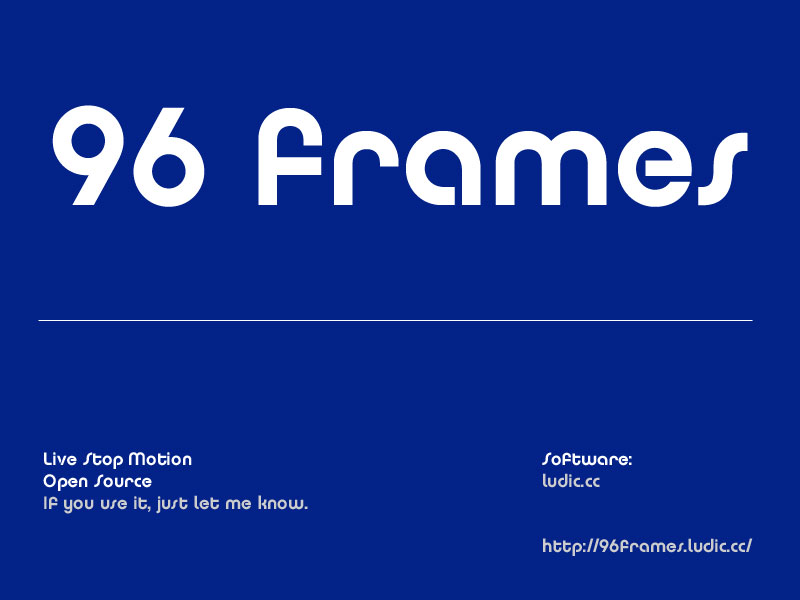 96 Frames
Live Stop Motion
Open Source
If you use it, just let me know.
Software:
ludic.cc
http://96frames.ludic.cc/